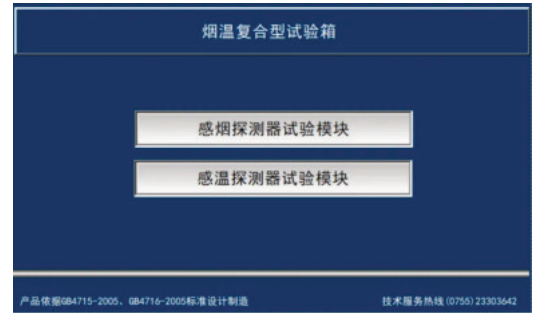 烟温复合型试验箱
感烟探测器试验模块
感温探测器试验模块
产品依据GB4715-2005、GB4716-2005标准设计制造
技术服务热线(0755)23303642